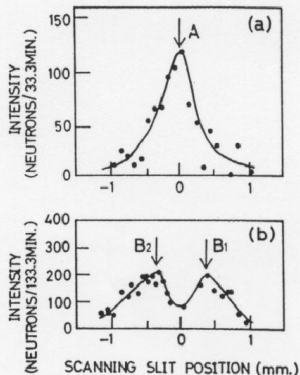 INTENSITY
(NEUTRONS/33.3MIN.)
150
100
50
0
A
(a)
-1
0
1
INTENSITY
(NEUTRONS/133.3MIN.)
400
300
200
100
0
B2
B1
(b)
-1
0
1
SCANNING SLIT POSITION (mm.)